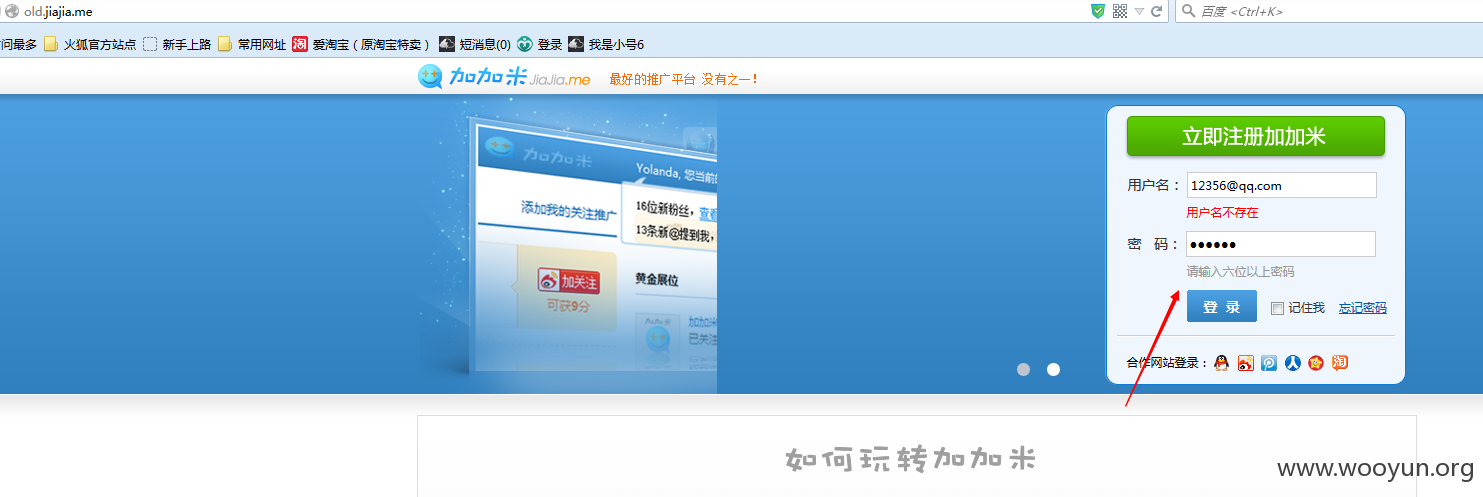 old.jiajia.me
百度 <Ctrl+K>
问最多 火狐官方站点 新手上路 常用网址 淘 爱淘宝（原淘宝特卖） 短消息(0) 登录 我是小号6
加加米 JiaJia.me 最好的推广平台 没有之一！
加加米
Yolanda, 您当前的
添加我的关注推广
16位新粉丝，查看
13条新@提到我，
加关注
可获9分
黄金展位
加加米
加加米
已关注
立即注册加加米
用户名： 12356@qq.com
用户名不存在
密 码： ●●●●●●
请输入六位以上密码
登 录 记住我 忘记密码
合作网站登录： 淘
如何玩转加加米
www.wooyun.org